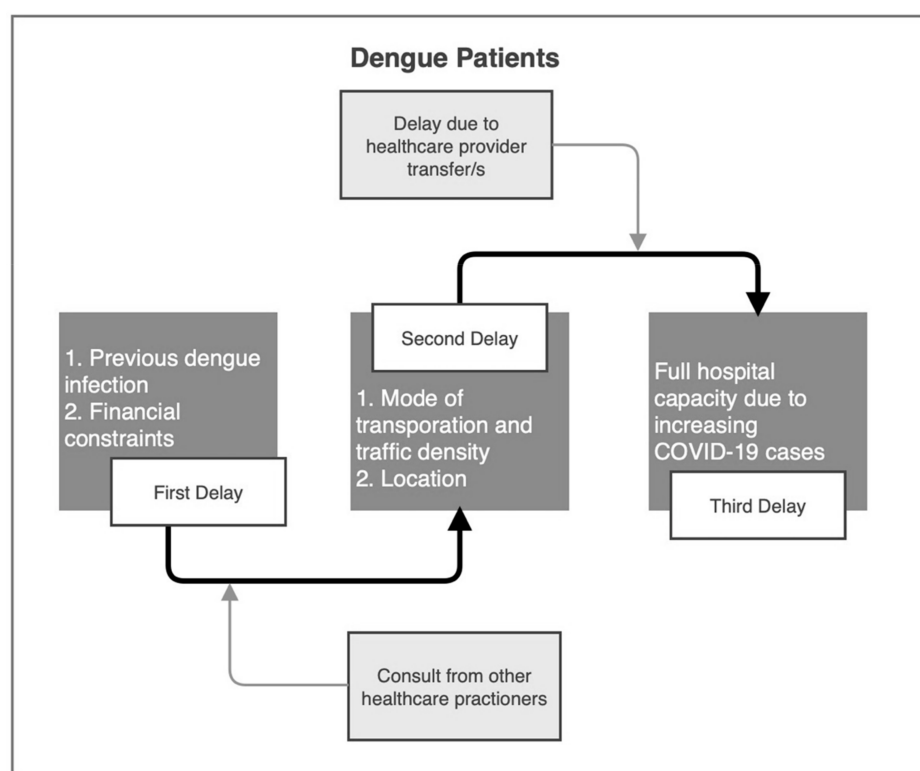 Dengue Patients
Delay due to
healthcare provider
transfer/s
1. Previous dengue
infection
2. Financial
constraints
First Delay
Second Delay
1. Mode of
transporation and
traffic density
2. Location
Full hospital
capacity due to
increasing
COVID-19 cases
Third Delay
Consult from other
healthcare practioners